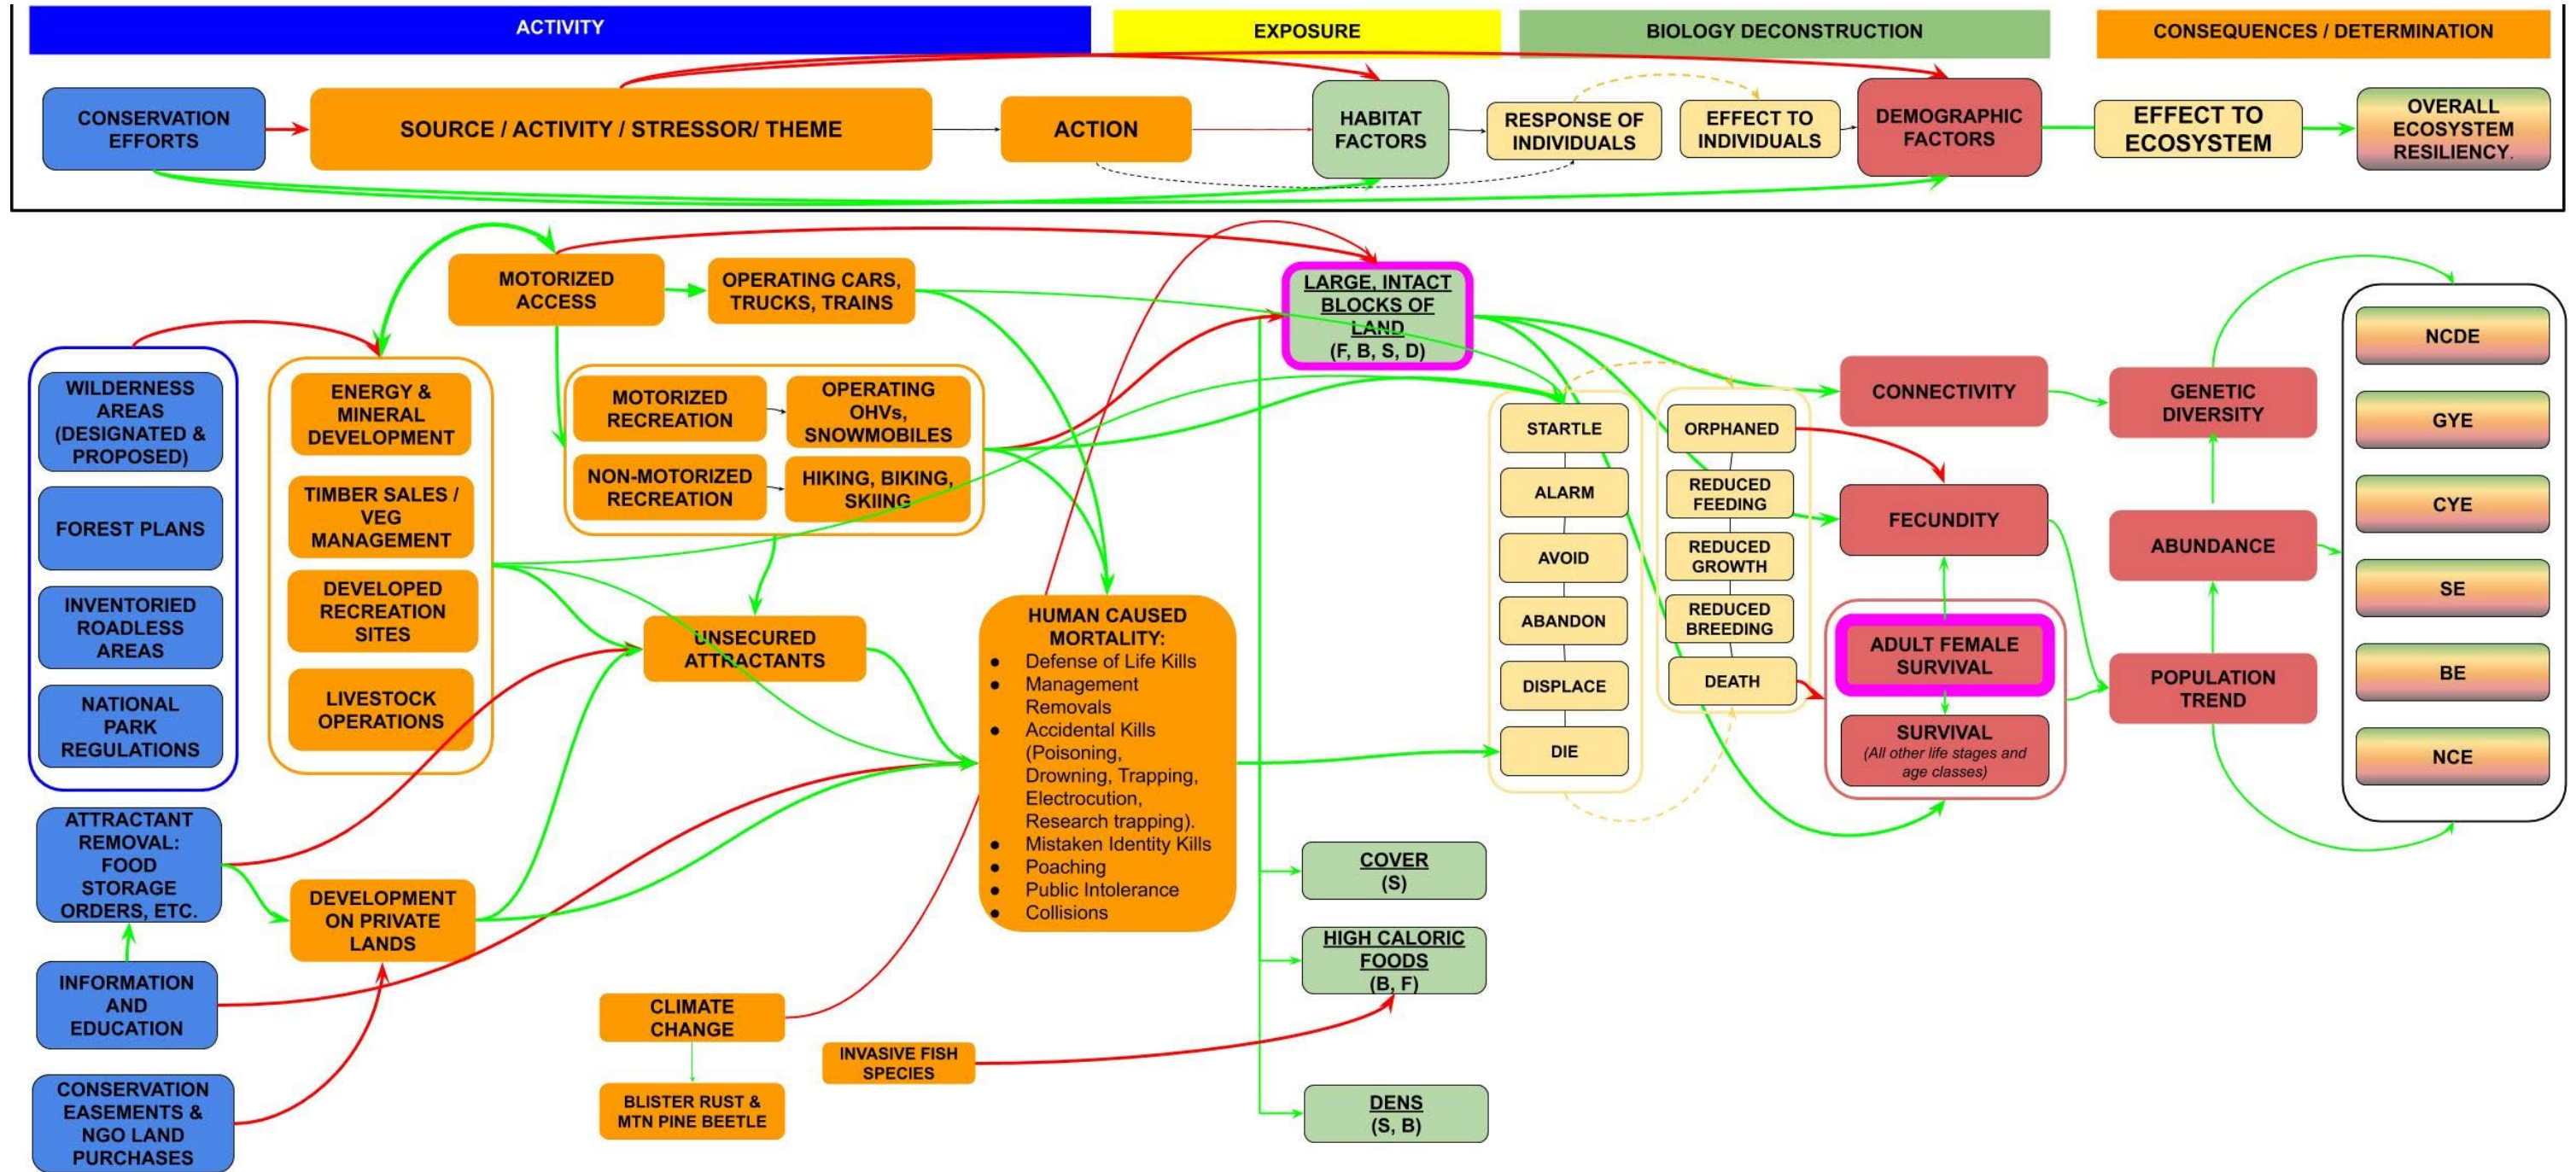 ACTIVITY
EXPOSURE
BIOLOGY DECONSTRUCTION
CONSEQUENCES / DETERMINATION
CONSERVATION
EFFORTS
SOURCE / ACTIVITY / STRESSOR/ THEME
ACTION
HABITAT
FACTORS
RESPONSE OF
INDIVIDUALS
EFFECT TO
INDIVIDUALS
DEMOGRAPHIC
FACTORS
EFFECT TO
ECOSYSTEM
OVERALL
ECOSYSTEM
RESILIENCY.
WILDERNESS
AREAS
(DESIGNATED &
PROPOSED)
FOREST PLANS
INVENTORIED
ROADLESS
AREAS
NATIONAL
PARK
REGULATIONS
ATTRACTANT
REMOVAL:
FOOD
STORAGE
ORDERS, ETC.
INFORMATION
AND
EDUCATION
CONSERVATION
EASEMENTS &
NGO LAND
PURCHASES
ENERGY &
MINERAL
DEVELOPMENT
TIMBER SALES /
VEG
MANAGEMENT
DEVELOPED
RECREATION
SITES
LIVESTOCK
OPERATIONS
DEVELOPMENT
ON PRIVATE
LANDS
MOTORIZED
ACCESS
OPERATING CARS,
TRUCKS, TRAINS
MOTORIZED
RECREATION
OPERATING
OHVs,
SNOWMOBILES
NON-MOTORIZED
RECREATION
HIKING, BIKING,
SKIING
UNSECURED
ATTRACTANTS
CLIMATE
CHANGE
BLISTER RUST &
MTN PINE BEETLE
INVASIVE FISH
SPECIES
HUMAN CAUSED
MORTALITY:
● Defense of Life Kills
● Management
Removals
● Accidental Kills
(Poisoning,
Drowning, Trapping,
Electrocution,
Research trapping).
● Mistaken Identity Kills
● Poaching
● Public Intolerance
● Collisions
LARGE, INTACT
BLOCKS OF
LAND
(F, B, S, D)
COVER
(S)
HIGH CALORIC
FOODS
(B, F)
DENS
(S, B)
STARTLE
ALARM
AVOID
ABANDON
DISPLACE
DIE
ORPHANED
REDUCED
FEEDING
REDUCED
GROWTH
REDUCED
BREEDING
DEATH
CONNECTIVITY
FECUNDITY
ADULT FEMALE
SURVIVAL
SURVIVAL
(All other life stages and
age classes)
GENETIC
DIVERSITY
ABUNDANCE
POPULATION
TREND
NCDE
GYE
CYE
SE
BE
NCE